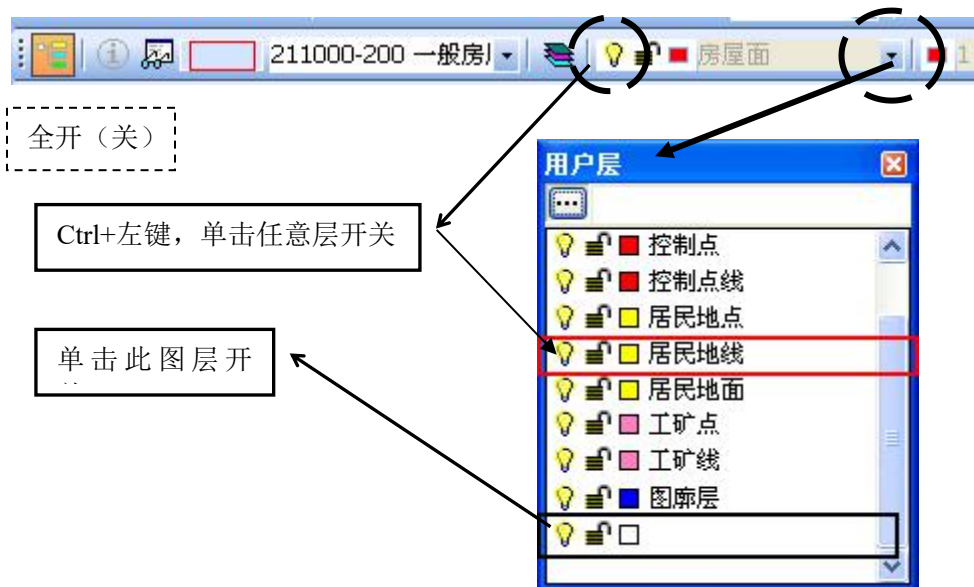 211000-200 一般房
房屋面
1
全开（关）
Ctrl+左键，单击任意层开关
单击此图层开
用户层
控制点
控制点线
居民地点
居民地线
居民地面
工矿点
工矿线
图廓层